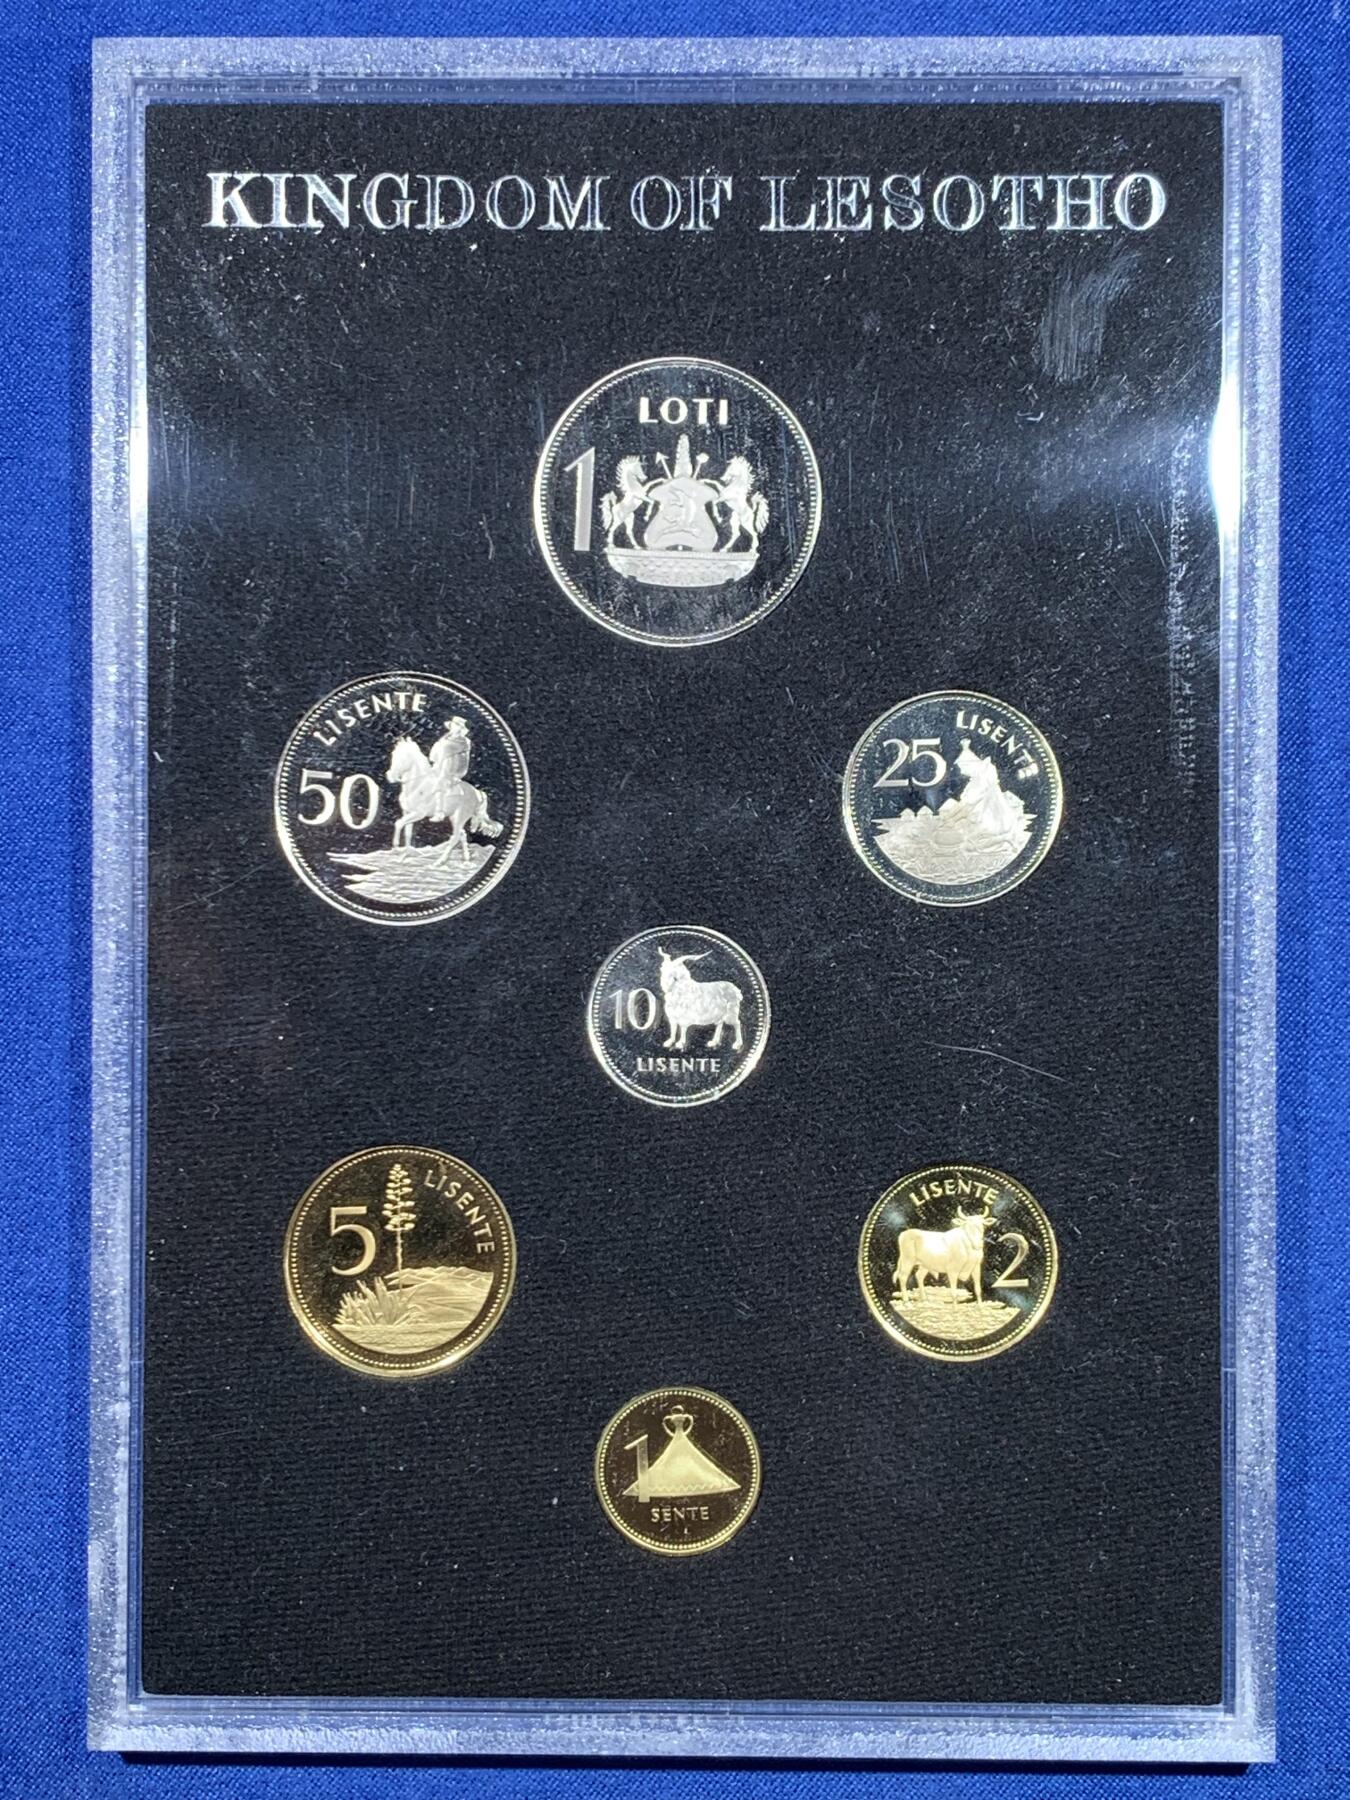 KINGDOM OF LESOTHO
LOTI
1
LISENTE
50
LISENTE
25
10
LISENTE
LISENTE
5
LISENTE
2
1
SENTE